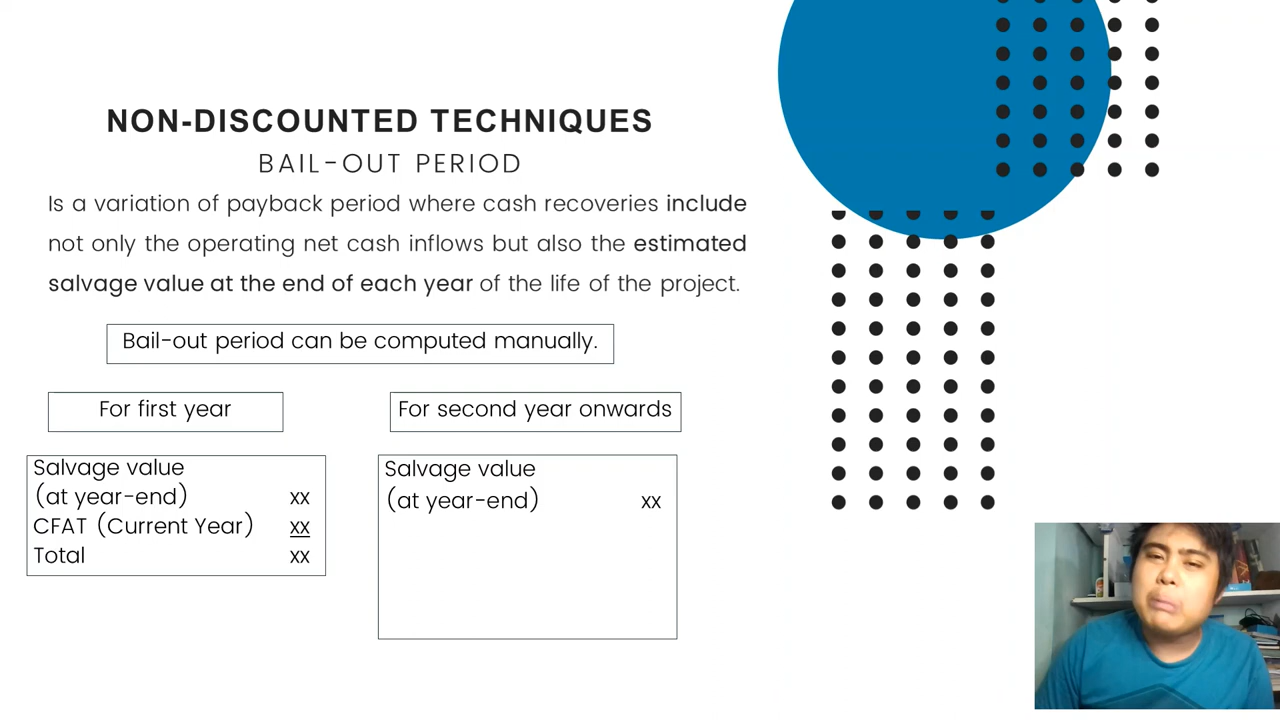 NON-DISCOUNTED TECHNIQUES
BAIL-OUT PERIOD
Is a variation of payback period where cash recoveries include
not only the operating net cash inflows but also the estimated
salvage value at the end of each year of the life of the project.
Bail-out period can be computed manually.
For first year
Salvage value
(at year-end) xx
CFAT (Current Year) xx
Total xx
For second year onwards
Salvage value
(at year-end) xx